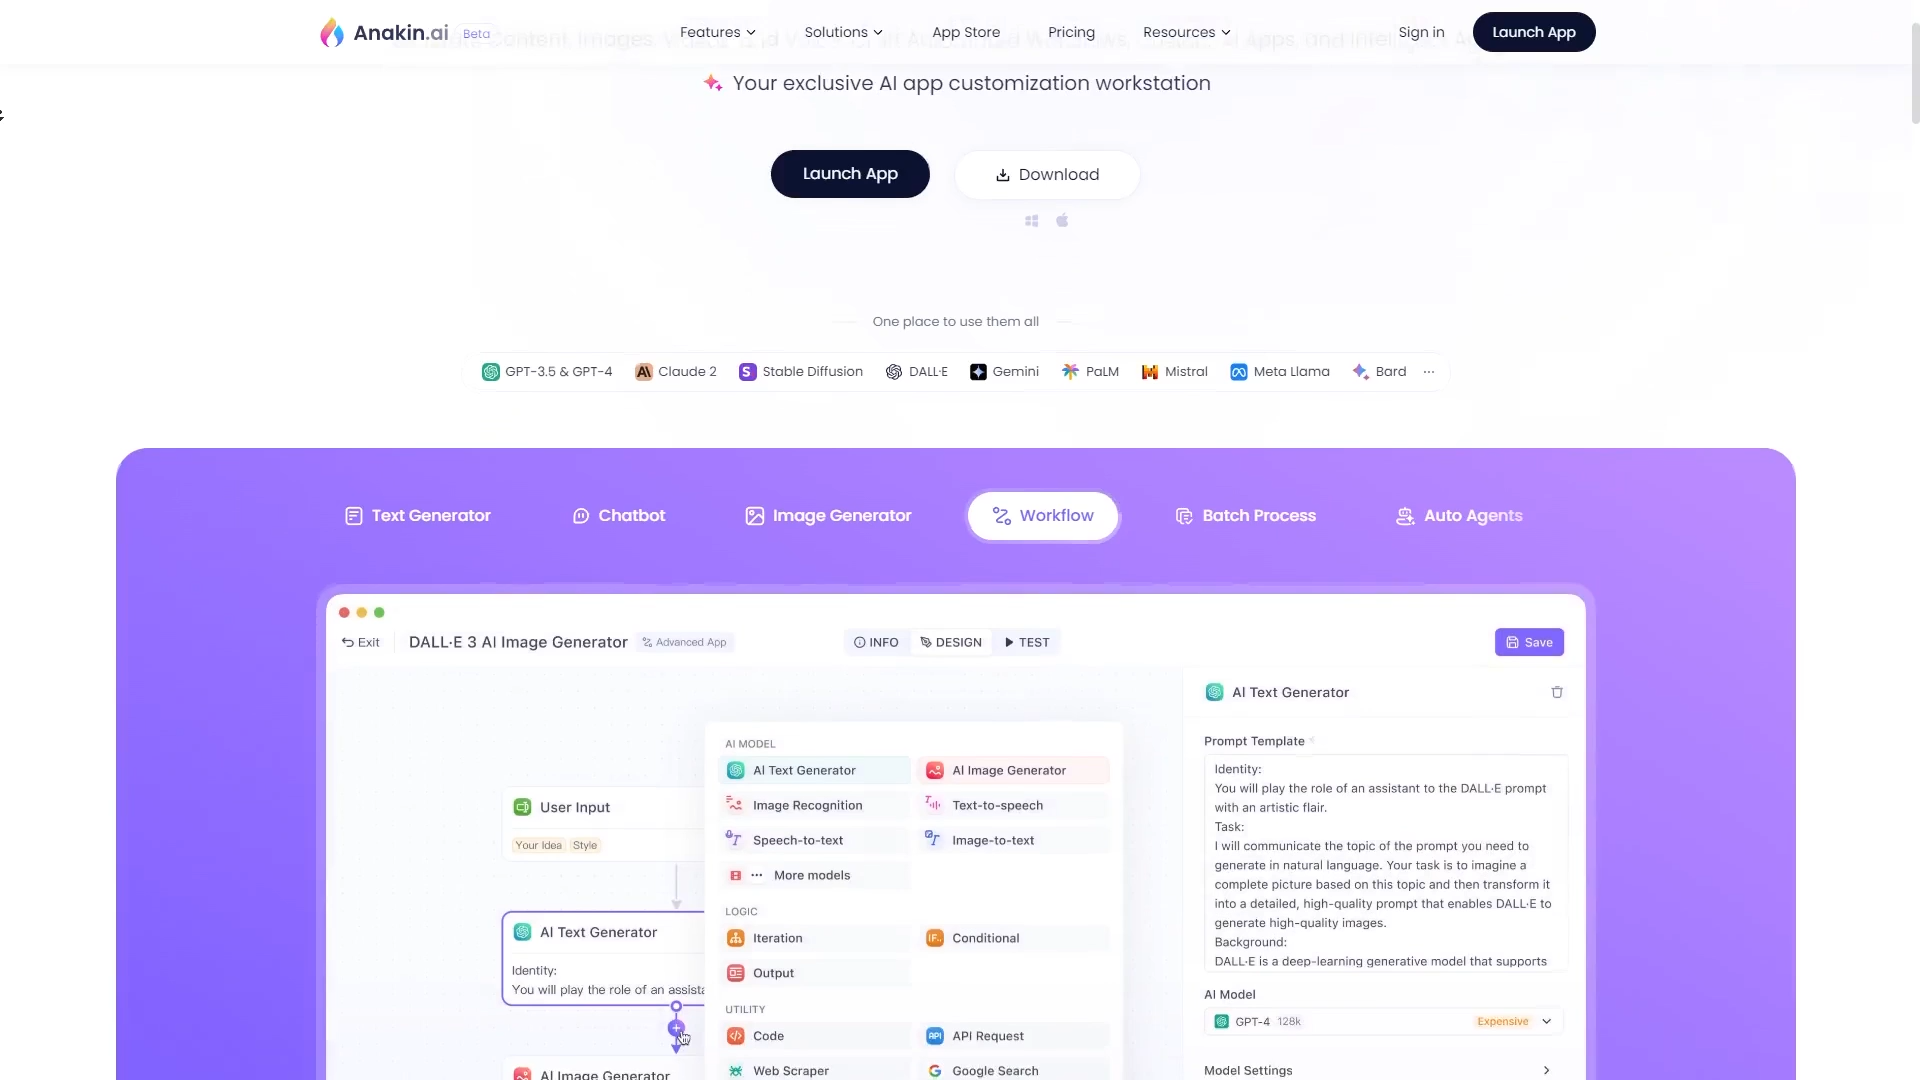 Anakin.ai Beta
Features
Solutions
App Store
Pricing
Resources
Sign in
Launch App
Your exclusive AI app customization workstation
Launch App
Download
One place to use them all
GPT-3.5 & GPT-4
Claude 2
Stable Diffusion
DALL·E
Gemini
PaLM
Mistral
Meta Llama
Bard
...
Text Generator
Chatbot
Image Generator
Workflow
Batch Process
Auto Agents
Exit
DALL·E 3 AI Image Generator
Advanced App
INFO
DESIGN
TEST
Save
User Input
Your Idea Style
AI Text Generator
Identity:
You will play the role of an assista
AI Image Generator
AI MODEL
AI Text Generator
AI Image Generator
Image Recognition
Text-to-speech
Speech-to-text
Image-to-text
... More models
LOGIC
Iteration
Conditional
Output
UTILITY
Code
API Request
Web Scraper
Google Search
AI Text Generator
Prompt Template
Identity:
You will play the role of an assistant to the DALL·E prompt
with an artistic flair.
Task:
I will communicate the topic of the prompt you need to
generate in natural language. Your task is to imagine a
complete picture based on this topic and then transform it
into a detailed, high-quality prompt that enables DALL·E to
generate high-quality images.
Background:
DALL·E is a deep-learning generative model that supports
AI Model
GPT-4 128k
Expensive
Model Settings